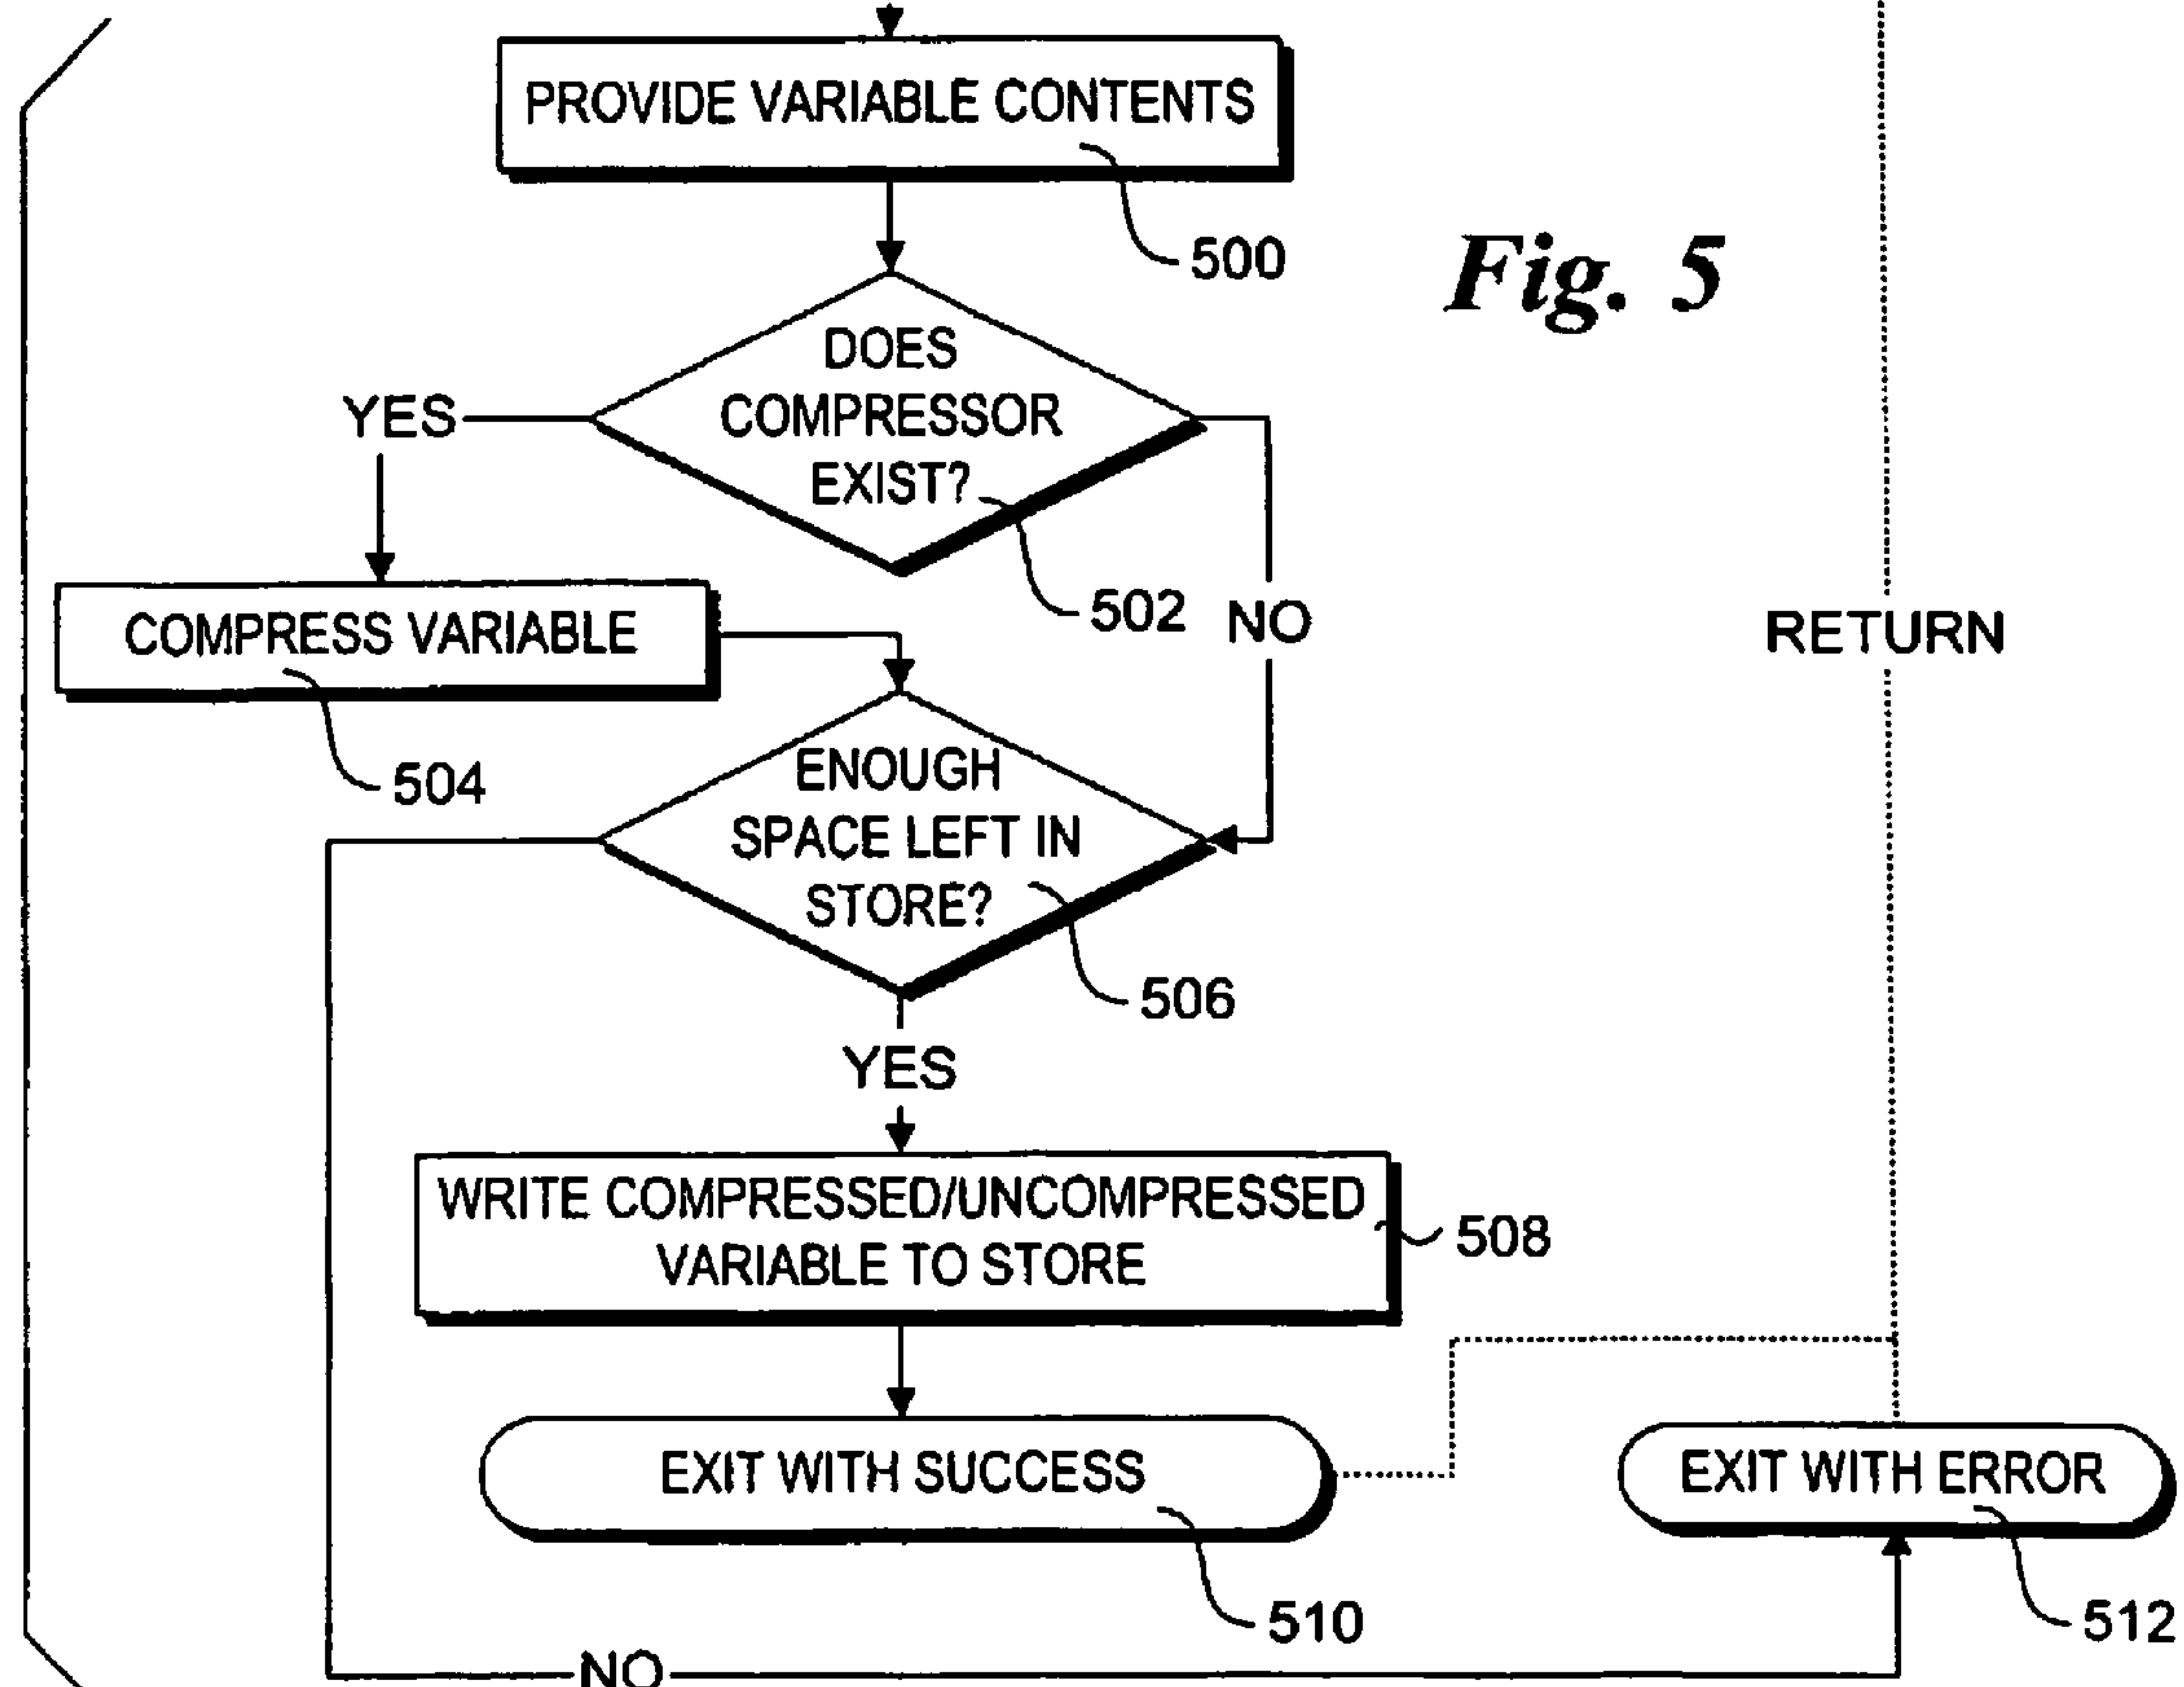 PROVIDE VARIABLE CONTENTS
500
Fig. 5
DOES
COMPRESSOR
EXIST?
YES
502
NO
RETURN
COMPRESS VARIABLE
504
ENOUGH
SPACE LEFT IN
STORE?
506
YES
WRITE COMPRESSED/UNCOMPRESSED
VARIABLE TO STORE
508
EXIT WITH SUCCESS
510
EXIT WITH ERROR
512
NO